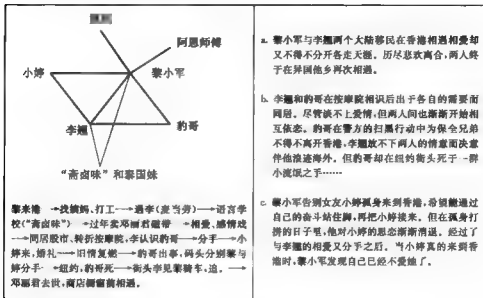 阿恩师傅
小婷
黎小军
李翘
豹哥
“斋卤味”和泰国妹
黎来港→找姨妈、打工→遇李(麦当劳)→语言学
校(“斋卤味”)→过年卖邓丽君磁带→相爱、感情戏
→同居股市、转折按摩院,李认识豹哥→分手→小
婷来,婚礼→旧情复燃→豹哥出事,码头分别黎与
婷分手→纽约,豹哥死→街头李见黎骑车,追。→
邓丽君去世,商店橱窗前相遇。
a. 黎小军与李翘两个大陆移民在香港相遇相爱却
又不得不分开各走天涯。历尽悲欢离合,两人终
于在异国他乡再次相遇。
b. 李翘和豹哥在按摩院相识后出于各自的需要而
同居。尽管谈不上爱情,但两人间也渐渐开始相
互依恋。豹哥在警方的扫黑行动中为保全兄弟
不得不离开香港,李翘放不下两人的情意而决意
伴他浪迹海外。但豹哥却在纽约街头死于一群
小流氓之手……
c. 黎小军告别女友小婷孤身来到香港,希望能通过
自己的奋斗站住脚,再把小婷接来。但在孤身打
拼的日子里,他对小婷的思恋渐渐消退。经过了
与李翘的相爱又分手之后。当小婷真的来到香
港时,黎小军发现自己已经不爱她了。